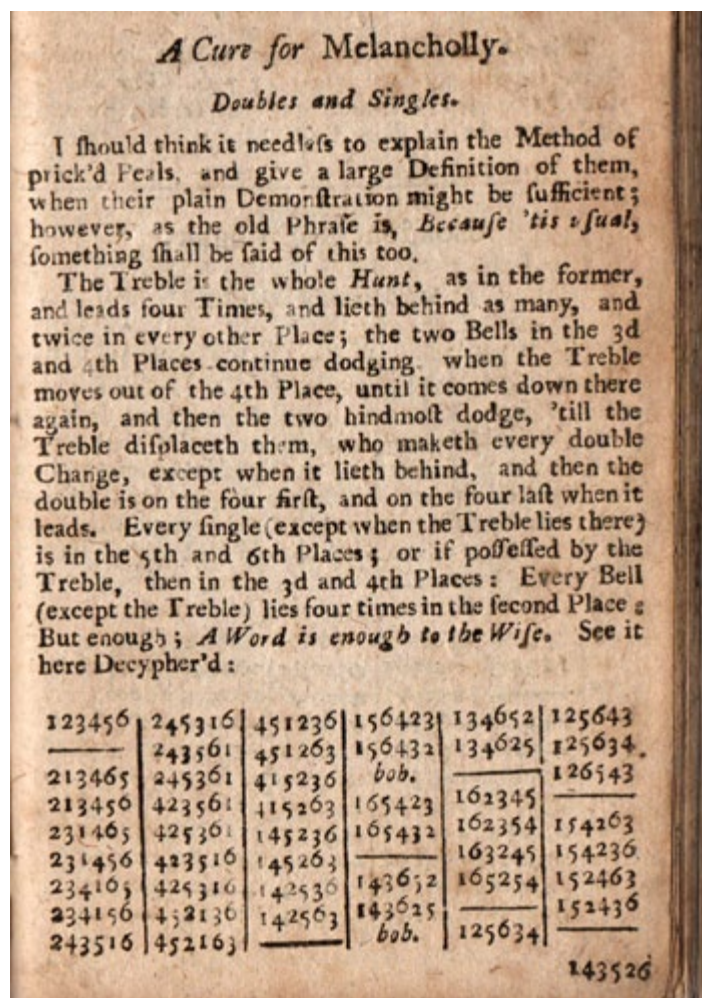 A Cure for Melancholly.
Doubles and Singles.
I ſhould think it needleſs to explain the Method of
prick'd Peals, and give a large Definition of them,
when their plain Demonſtration might be ſufficient;
however, as the old Phraſe is, Becauſe 'tis uſual,
ſomething ſhall be ſaid of this too.
The Treble is the whole Hunt, as in the former,
and leads four Times, and lieth behind as many, and
twice in every other Place; the two Bells in the 3d
and 4th Places continue dodging, when the Treble
moves out of the 4th Place, until it comes down there
again, and then the two hindmoſt dodge, 'till the
Treble diſplaceth them, who maketh every double
Change, except when it lieth behind, and then the
double is on the four firſt, and on the four laſt when it
leads. Every ſingle (except when the Treble lies there)
is in the 5th and 6th Places; or if poſſeſſed by the
Treble, then in the 3d and 4th Places: Every Bell
(except the Treble) lies four times in the ſecond Place:
But enough; A Word is enough to the Wiſe. See it
here Decypher'd:
123456 245316 451236 156423 134652 125643
243561 451263 156432 134625 125634.
213465 245361 415236 bob. 126543
213456 423561 415263 165423 162345
231465 425361 145236 165432 162354 154263
231456 423516 145263 163245 154236
234165 425316 142536 143652 165254 152463
234156 452136 142563 143625 152436
243516 452163 bob. 125634
143526